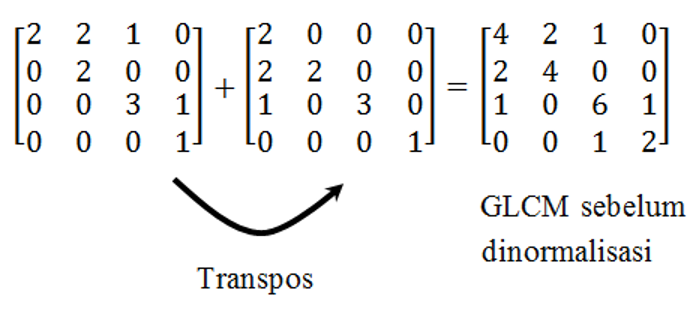 [2 2 1 0] [2 0 0 0] [4 2 1 0]
[0 2 0 0] + [2 2 0 0] = [2 4 0 0]
[0 0 3 1] [1 0 3 0] [1 0 6 1]
[0 0 0 1] [0 0 0 1] [0 0 1 2]
GLCM sebelum
dinormalisasi
Transpos